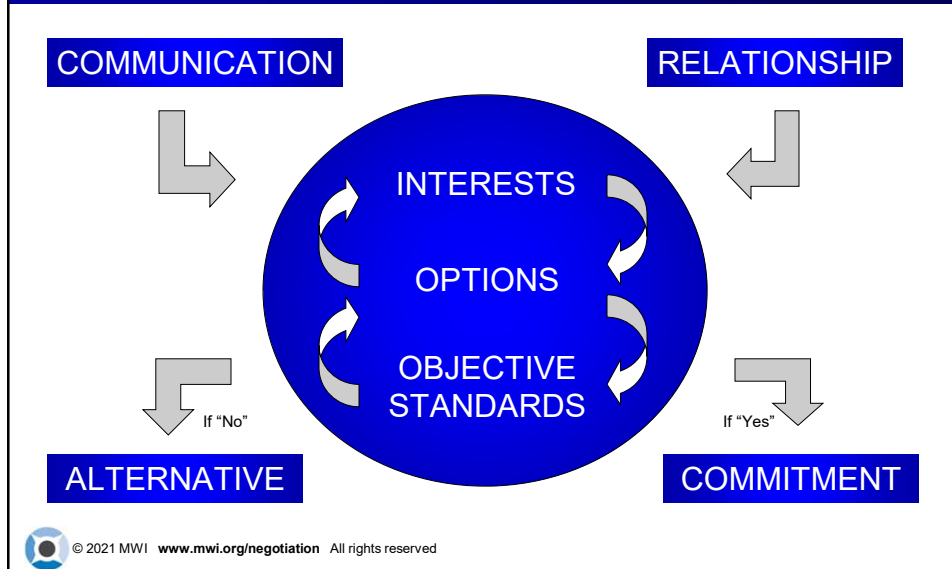 COMMUNICATION
RELATIONSHIP
INTERESTS
OPTIONS
OBJECTIVE
STANDARDS
If “No”
If “Yes”
ALTERNATIVE
COMMITMENT
© 2021 MWI www.mwi.org/negotiation All rights reserved